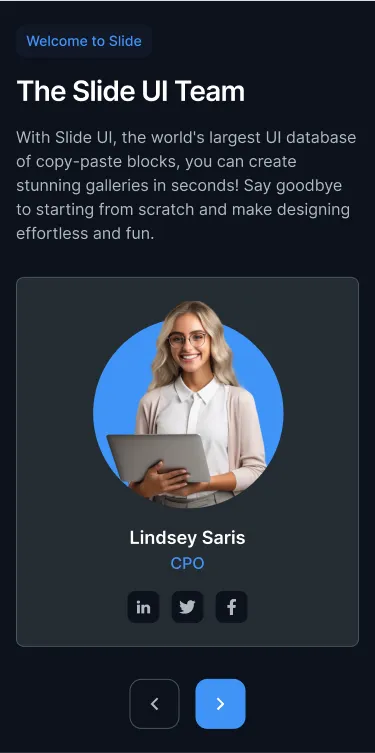 Welcome to Slide
The Slide UI Team
With Slide UI, the world's largest UI database
of copy-paste blocks, you can create
stunning galleries in seconds! Say goodbye
to starting from scratch and make designing
effortless and fun.
Lindsey Saris
CPO
in
f